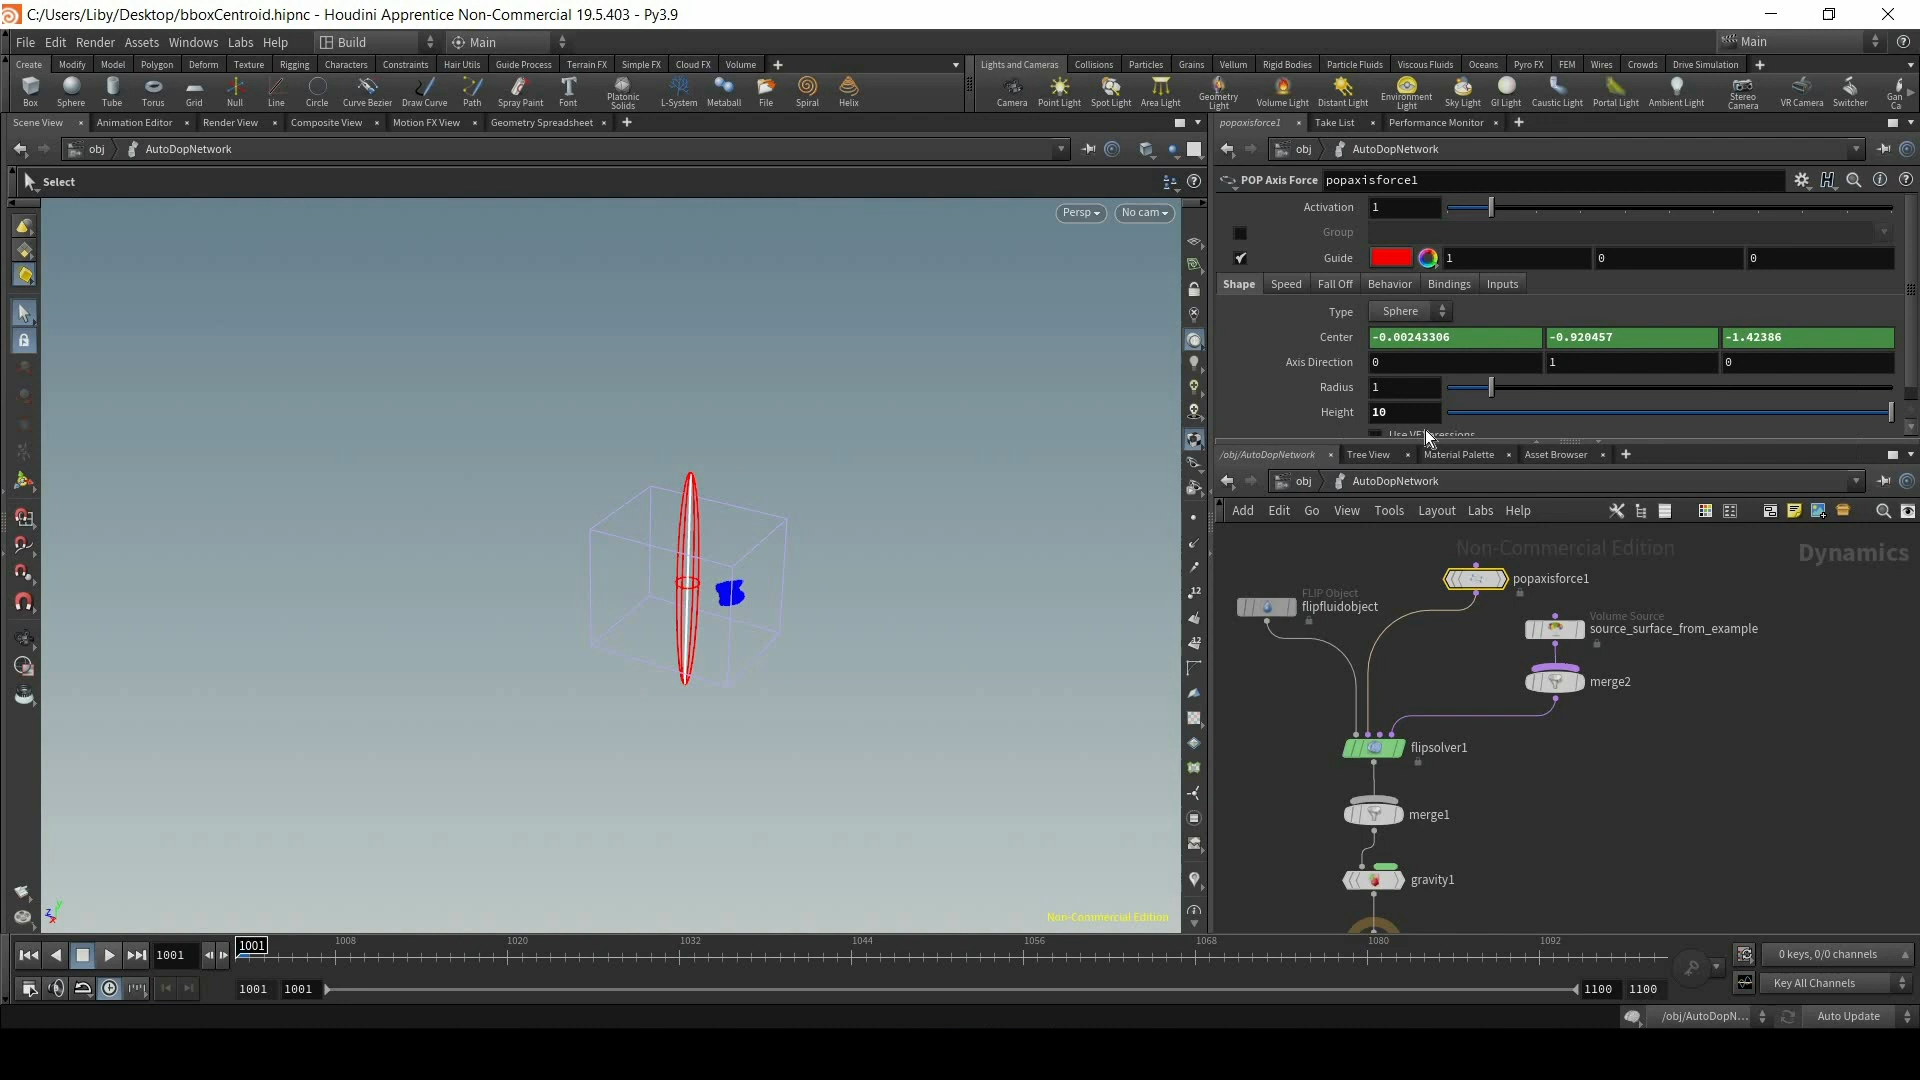 C:/Users/Liby/Desktop/bboxCentroid.hipnc - Houdini Apprentice Non-Commercial 19.5.403 - Py3.9
File Edit Render Assets Windows Labs Help Build Main Main
Create Modify Model Polygon Deform Texture Rigging Characters Constraints Hair Utils Guide Process Terrain FX Simple FX Cloud FX Volume
Lights and Cameras Collisions Particles Grains Vellum Rigid Bodies Particle Fluids Viscous Fluids Oceans Pyro FX FEM Wires Crowds Drive Simulation
Box Sphere Tube Torus Grid Null Line Circle Curve Bezier Draw Curve Path Spray Paint Font Platonic Solids L-System Metaball File Spiral Helix
Camera Point Light Spot Light Area Light Geometry Light Volume Light Distant Light Environment Light Sky Light GI Light Caustic Light Portal Light Ambient Light Stereo Camera VR Camera Switcher Gan Ca
Scene View Animation Editor Render View Composite View Motion FX View Geometry Spreadsheet
popaxisforce1 Take List Performance Monitor
obj AutoDopNetwork
obj AutoDopNetwork
Select
POP Axis Force popaxisforce1
Persp No cam
Activation 1
Group
Guide 1 0 0
Shape Speed Fall Off Behavior Bindings Inputs
Type Sphere
Center -0.00243306 -0.920457 -1.42386
Axis Direction 0 1 0
Radius 1
Height 10
/obj/AutoDopNetwork Tree View Material Palette Asset Browser
obj AutoDopNetwork
Add Edit Go View Tools Layout Labs Help
Non-Commercial Edition
Dynamics
popaxisforce1
FLIP Object
flipfluidobject
Volume Source
source_surface_from_example
merge2
flipsolver1
merge1
gravity1
z y x
Non-Commercial Edition
1001 1001 1008 1020 1032 1044 1056 1068 1080 1092
0 keys, 0/0 channels
1001 1001 1100 1100
Key All Channels
/obj/AutoDopN... Auto Update